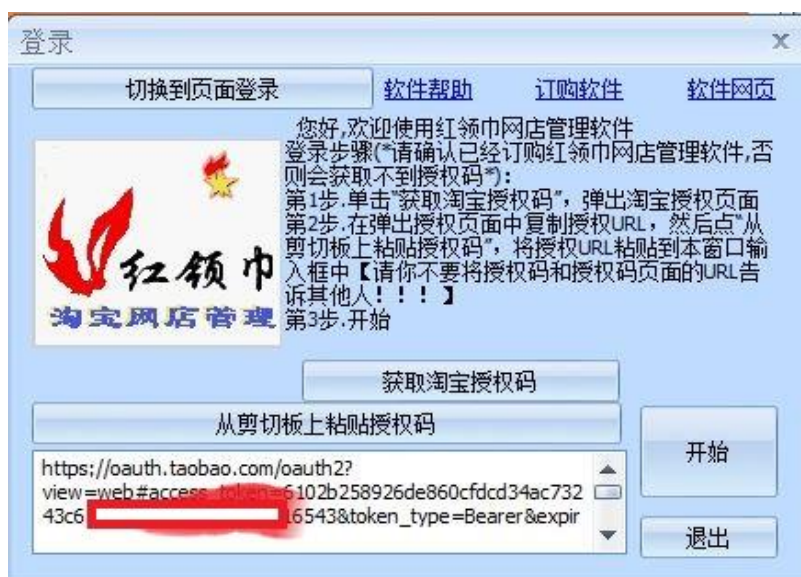 登录
切换到页面登录
软件帮助
订购软件
软件网页
您好,欢迎使用红领巾网店管理软件
登录步骤(*请确认已经订购红领巾网店管理软件,否
则会获取不到授权码*):
第1步.单击"获取淘宝授权码"，弹出淘宝授权页面
第2步.在弹出授权页面中复制授权URL，然后点"从
剪切板上粘贴授权码"，将授权URL粘贴到本窗口输
入框中【请你不要将授权码和授权码页面的URL告
诉其他人！！！】
第3步.开始
红领巾
淘宝网店管理
获取淘宝授权码
从剪切板上粘贴授权码
https://oauth.taobao.com/oauth2?
view=web#access_token=6102b258926de860cfdcd34ac732
43c6 16543&token_type=Bearer&expir
开始
退出